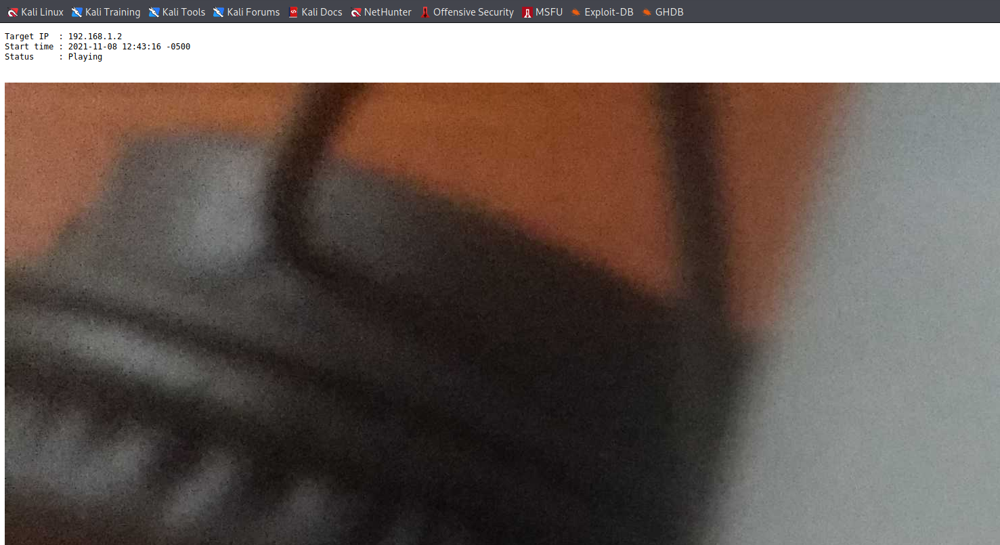 Kali Linux Kali Training Kali Tools Kali Forums Kali Docs NetHunter Offensive Security MSFU Exploit-DB GHDB
Target IP : 192.168.1.2
Start time : 2021-11-08 12:43:16 -0500
Status : Playing